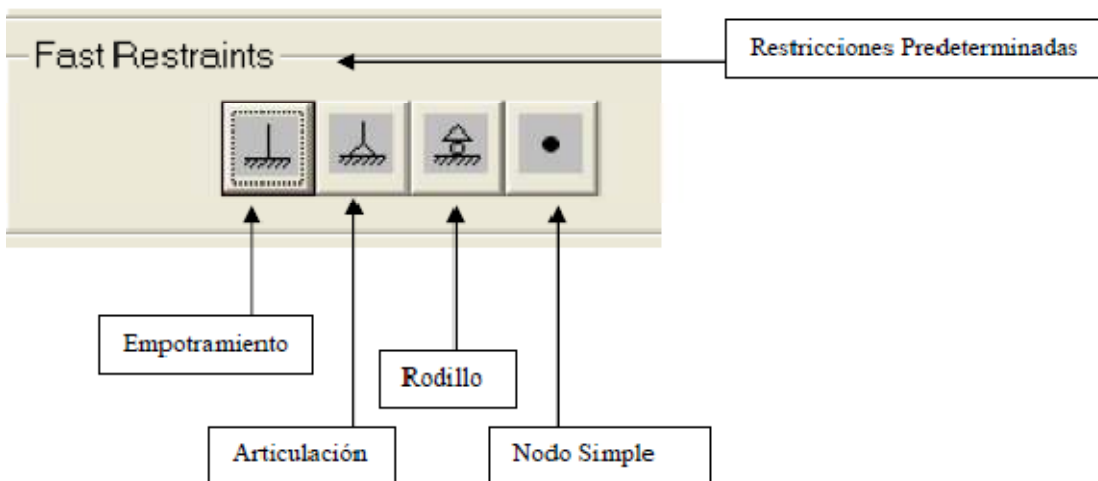 Restricciones Predeterminadas
Fast Restraints
Empotramiento
Rodillo
Articulación
Nodo Simple